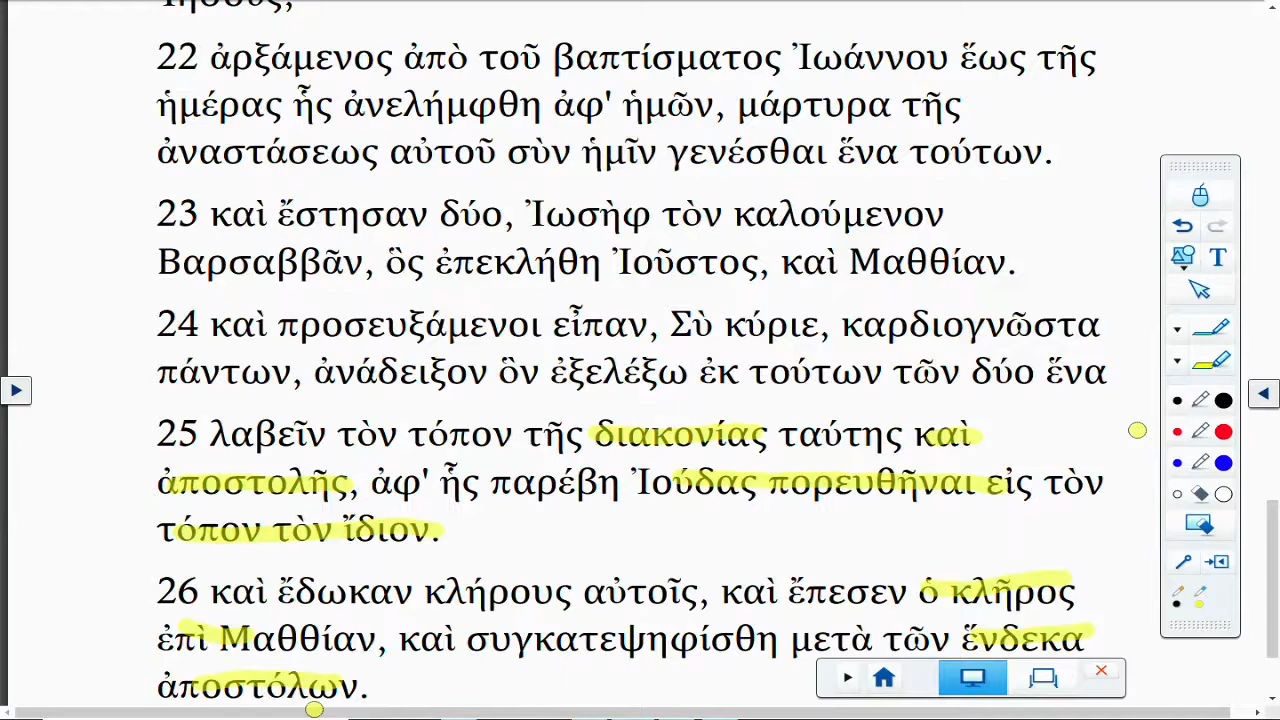 Ἰησοῦς,
22 ἀρξάμενος ἀπὸ τοῦ βαπτίσματος Ἰωάννου ἕως τῆς
ἡμέρας ἧς ἀνελήμφθη ἀφ' ἡμῶν, μάρτυρα τῆς
ἀναστάσεως αὐτοῦ σὺν ἡμῖν γενέσθαι ἕνα τούτων.
23 καὶ ἔστησαν δύο, Ἰωσὴφ τὸν καλούμενον
Βαρσαββᾶν, ὃς ἐπεκλήθη Ἰοῦστος, καὶ Μαθθίαν.
24 καὶ προσευξάμενοι εἶπαν, Σὺ κύριε, καρδιογνῶστα
πάντων, ἀνάδειξον ὃν ἐξελέξω ἐκ τούτων τῶν δύο ἕνα
25 λαβεῖν τὸν τόπον τῆς διακονίας ταύτης καὶ
ἀποστολῆς, ἀφ' ἧς παρέβη Ἰούδας πορευθῆναι εἰς τὸν
τόπον τὸν ἴδιον.
26 καὶ ἔδωκαν κλήρους αὐτοῖς, καὶ ἔπεσεν ὁ κλῆρος
ἐπὶ Μαθθίαν, καὶ συγκατεψηφίσθη μετὰ τῶν ἕνδεκα
ἀποστόλων.
T